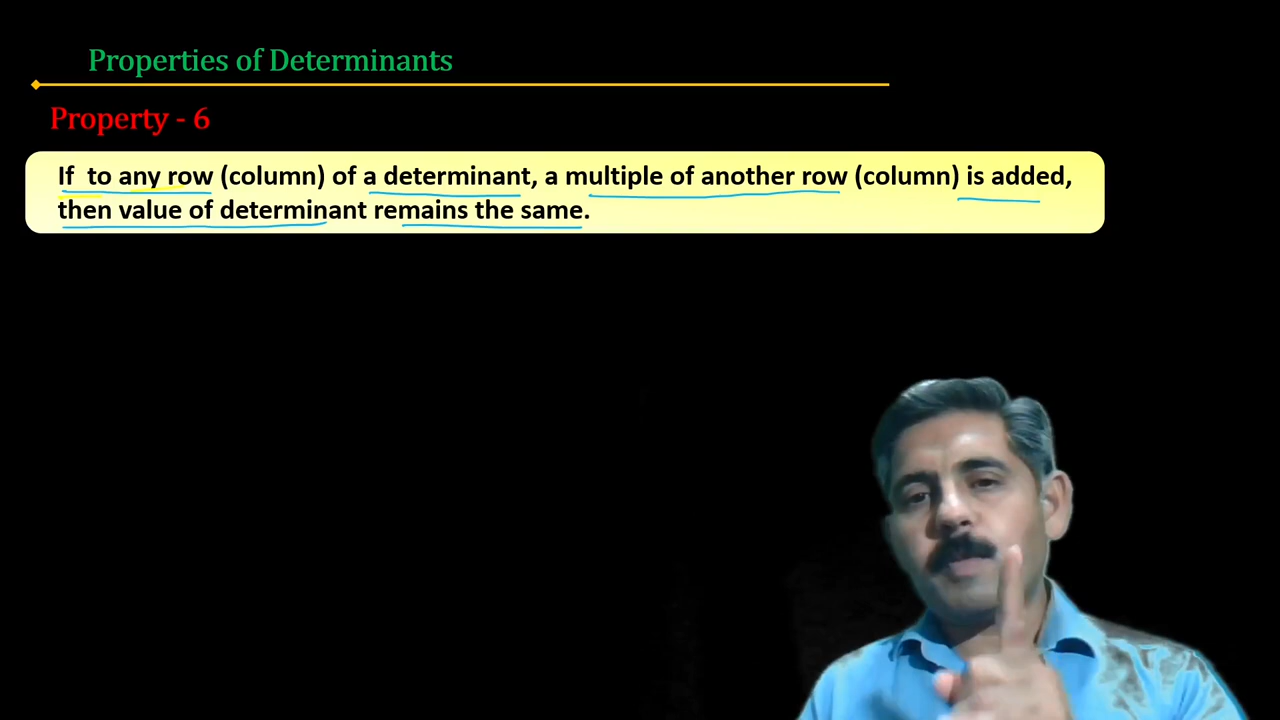 Properties of Determinants
Property - 6
If to any row (column) of a determinant, a multiple of another row (column) is added,
then value of determinant remains the same.